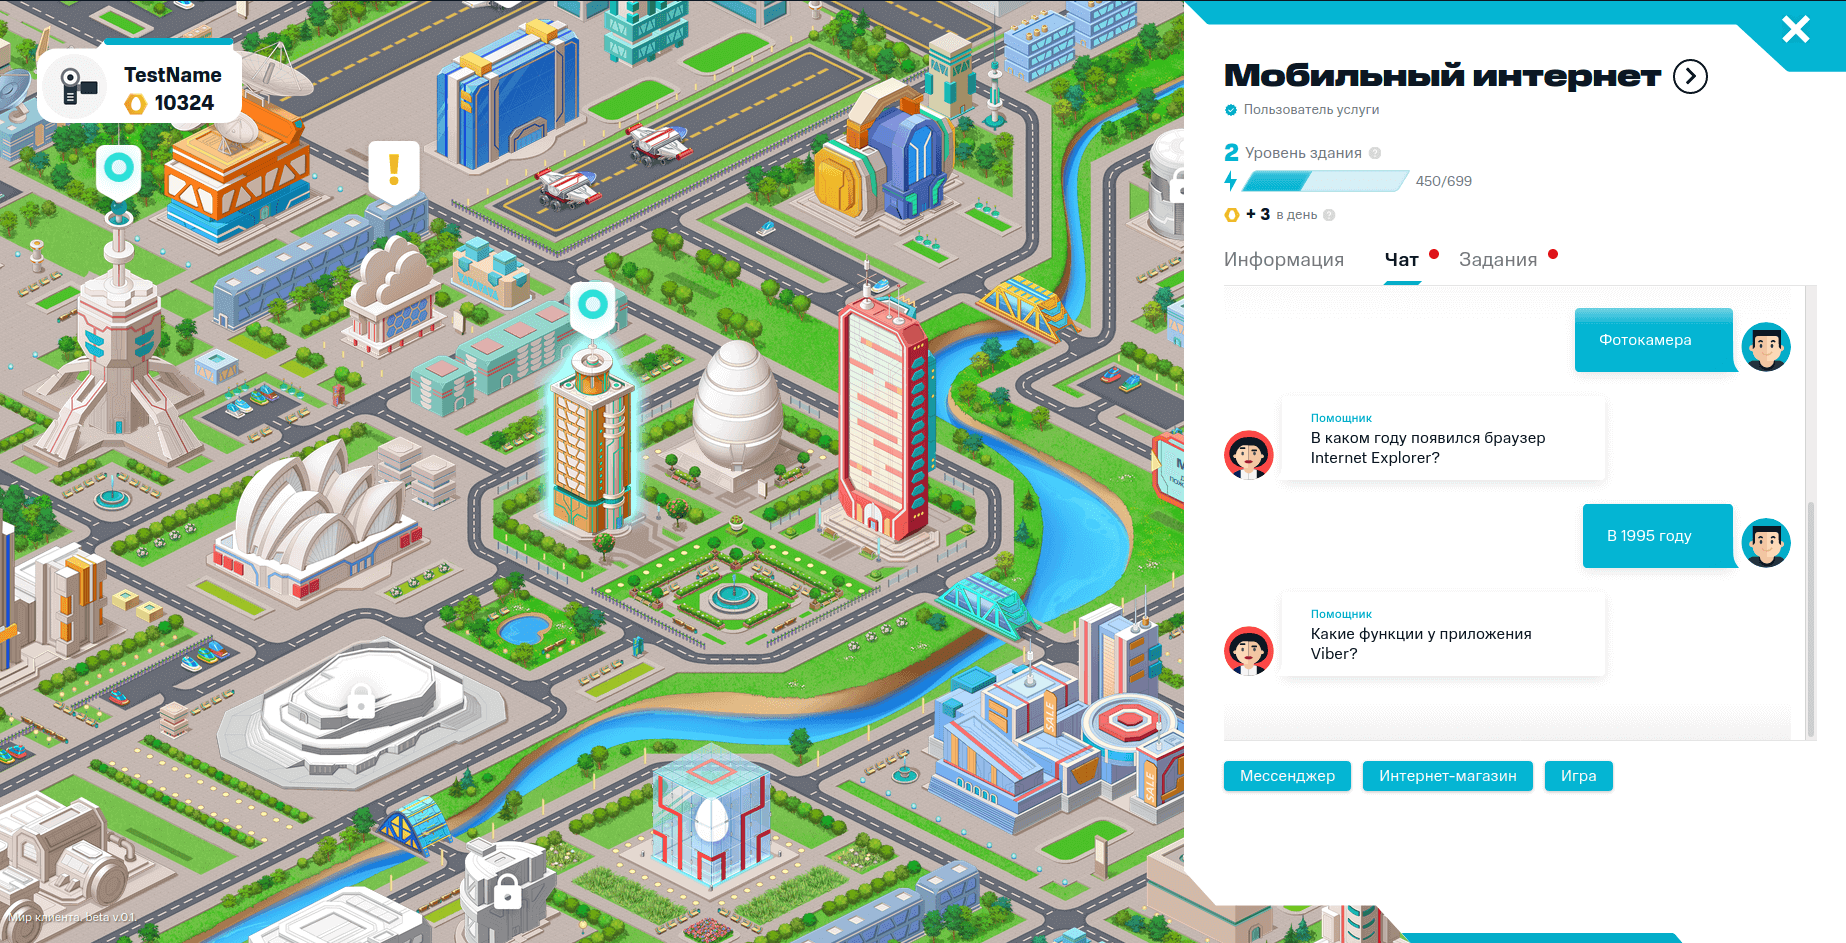 TestName
10324
!
SALE
SALE
Мир клиента. beta v.0.1.
Мобильный интернет
Пользователь услуги
2 Уровень здания ?
450/699
+ 3 в день ?
Информация Чат Задания
Фотокамера
Помощник
В каком году появился браузер
Internet Explorer?
В 1995 году
Помощник
Какие функции у приложения
Viber?
Мессенджер Интернет-магазин Игра